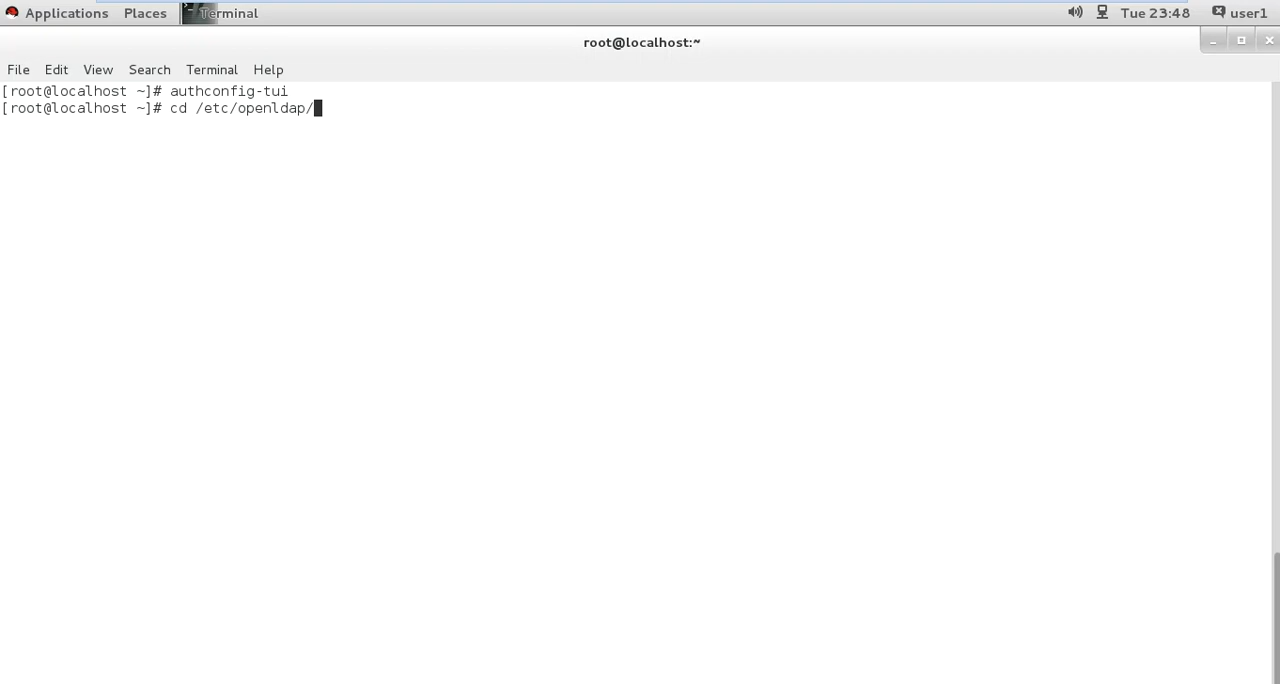 Applications Places Terminal Tue 23:48 user1
root@localhost:~
File Edit View Search Terminal Help
[root@localhost ~]# authconfig-tui
[root@localhost ~]# cd /etc/openldap/